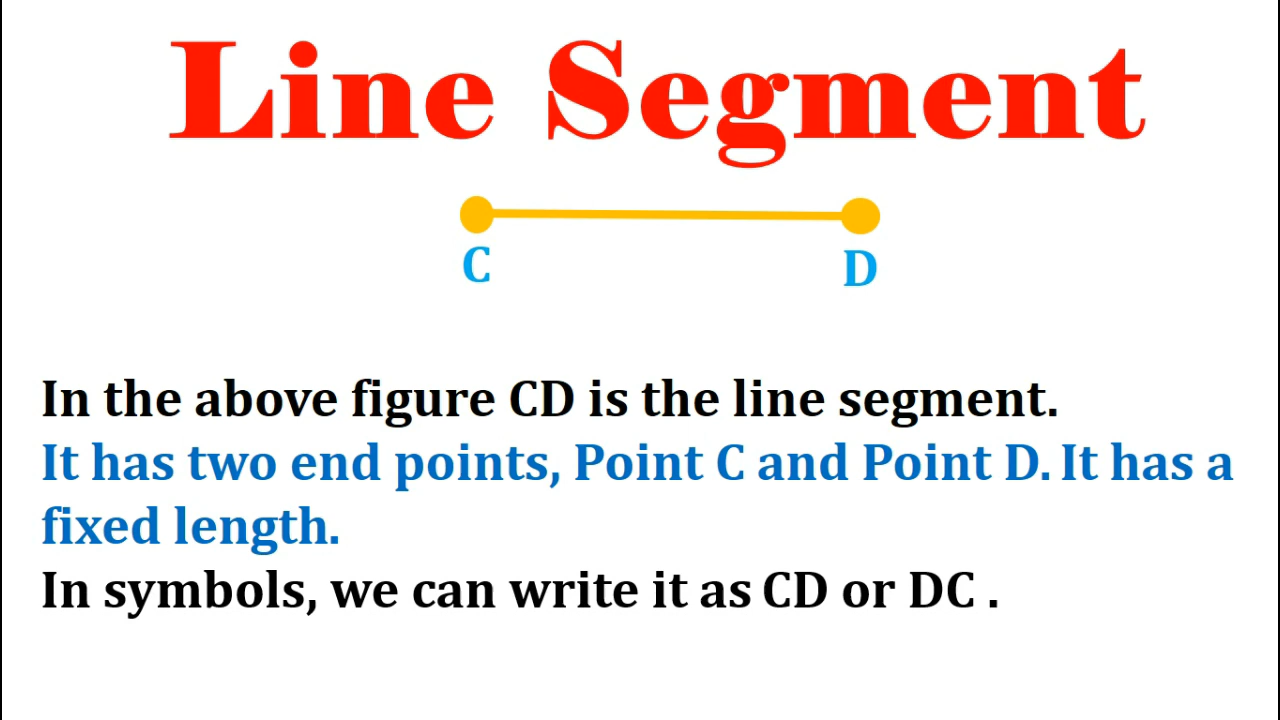 Line Segment
C D
In the above figure CD is the line segment.
It has two end points, Point C and Point D. It has a
fixed length.
In symbols, we can write it as CD or DC .